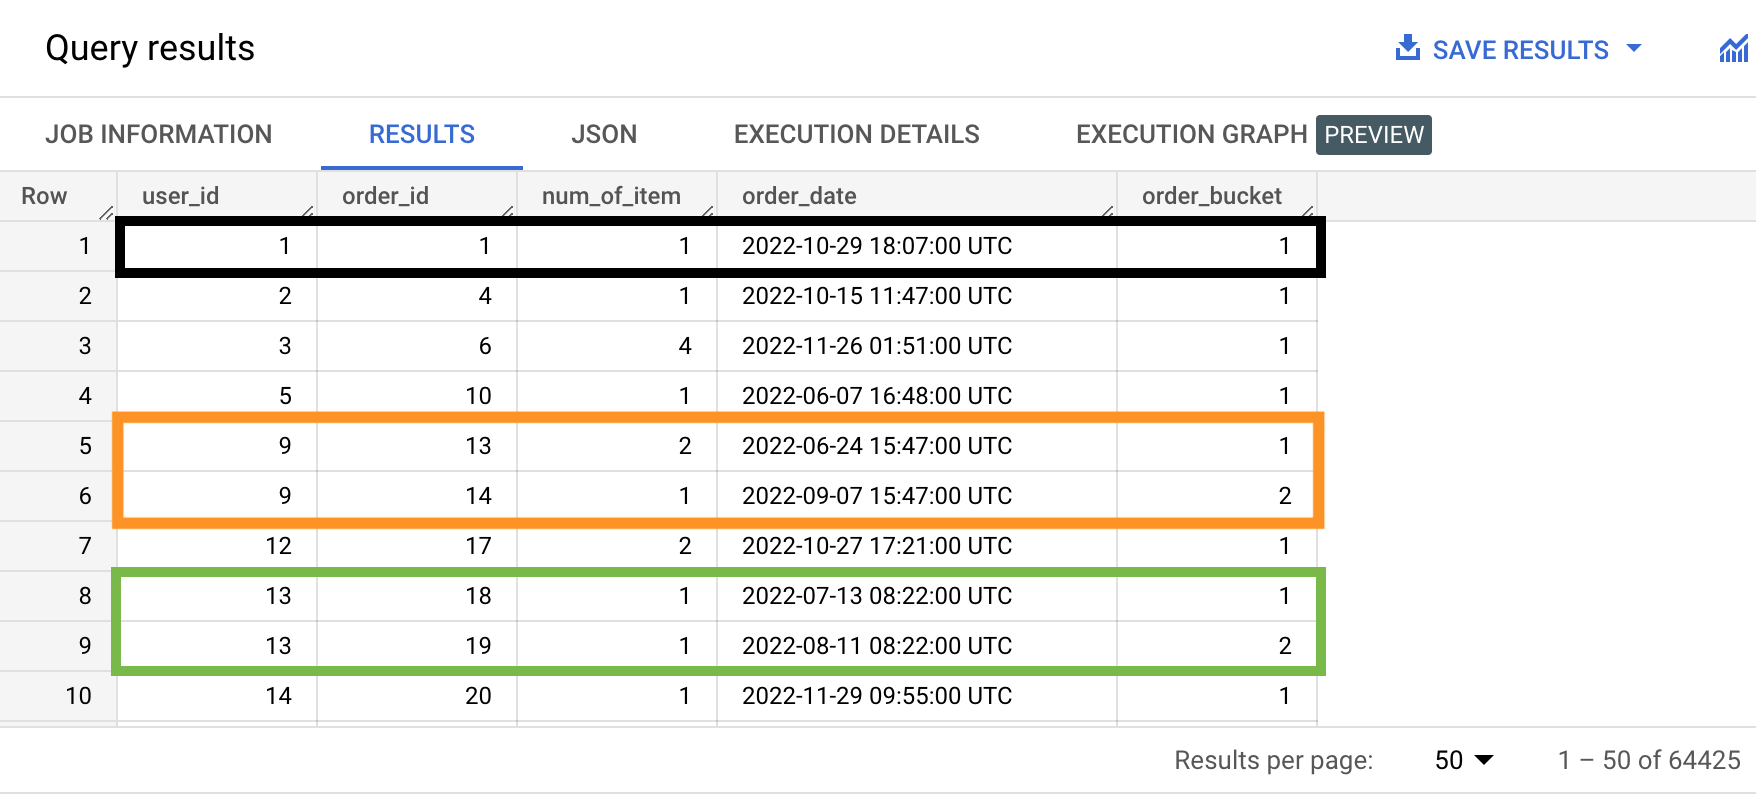 Query results SAVE RESULTS
JOB INFORMATION RESULTS JSON EXECUTION DETAILS EXECUTION GRAPH PREVIEW
Row user_id order_id num_of_item order_date order_bucket
1 1 1 1 2022-10-29 18:07:00 UTC 1
2 2 4 1 2022-10-15 11:47:00 UTC 1
3 3 6 4 2022-11-26 01:51:00 UTC 1
4 5 10 1 2022-06-07 16:48:00 UTC 1
5 9 13 2 2022-06-24 15:47:00 UTC 1
6 9 14 1 2022-09-07 15:47:00 UTC 2
7 12 17 2 2022-10-27 17:21:00 UTC 1
8 13 18 1 2022-07-13 08:22:00 UTC 1
9 13 19 1 2022-08-11 08:22:00 UTC 2
10 14 20 1 2022-11-29 09:55:00 UTC 1
Results per page: 50 1 – 50 of 64425